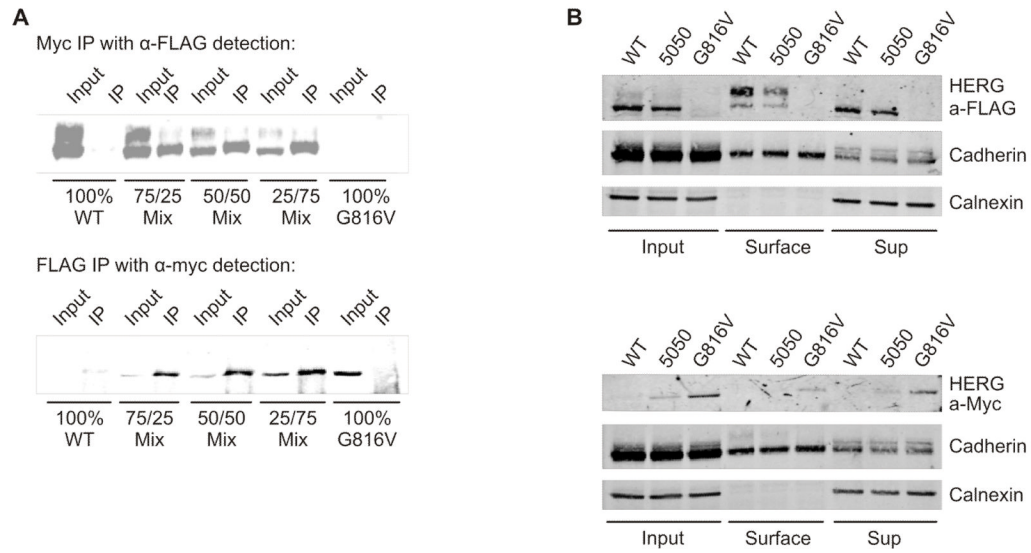 A
Myc IP with α-FLAG detection:
Input IP Input IP Input IP Input IP Input IP
100% 75/25 50/50 25/75 100%
WT Mix Mix Mix G816V
FLAG IP with α-myc detection:
Input IP Input IP Input IP Input IP Input IP
100% 75/25 50/50 25/75 100%
WT Mix Mix Mix G816V
B
WT 5050 G816V WT 5050 G816V WT 5050 G816V
HERG
a-FLAG
Cadherin
Calnexin
Input Surface Sup
WT 5050 G816V WT 5050 G816V WT 5050 G816V
HERG
a-Myc
Cadherin
Calnexin
Input Surface Sup